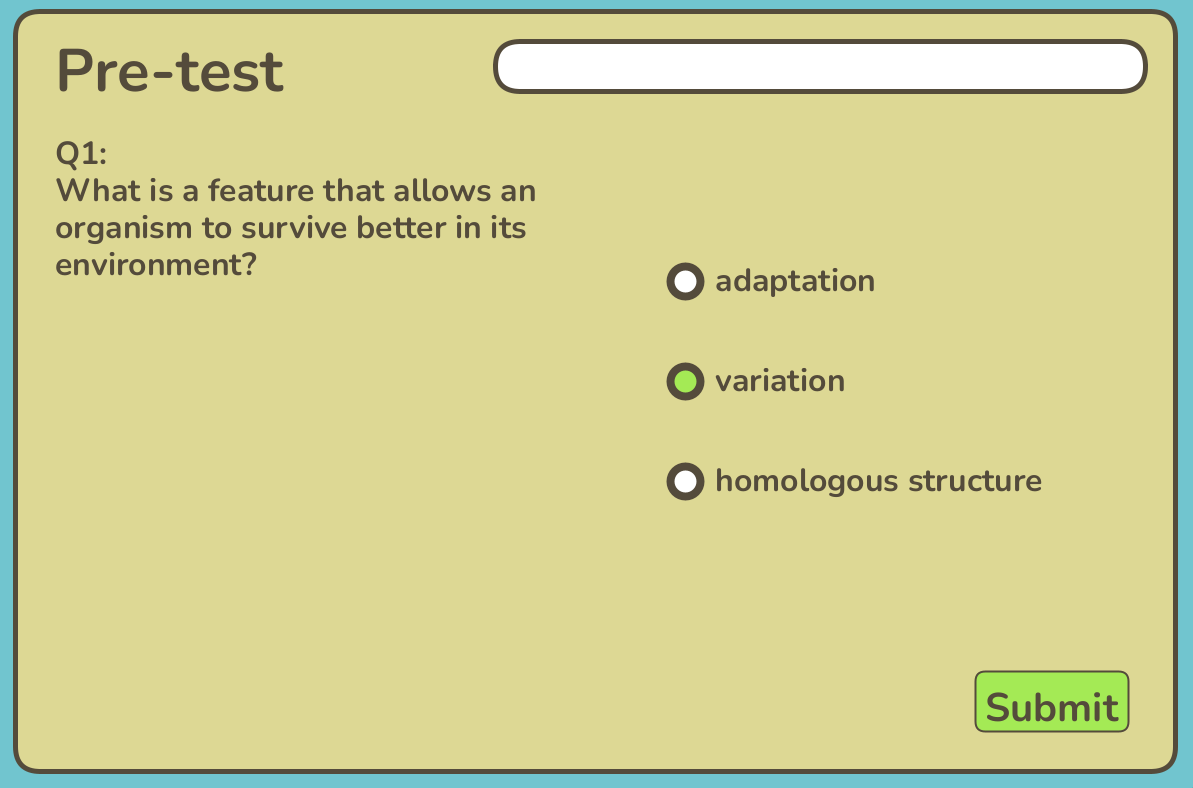 Pre-test
Q1:
What is a feature that allows an
organism to survive better in its
environment?
adaptation
variation
homologous structure
Submit